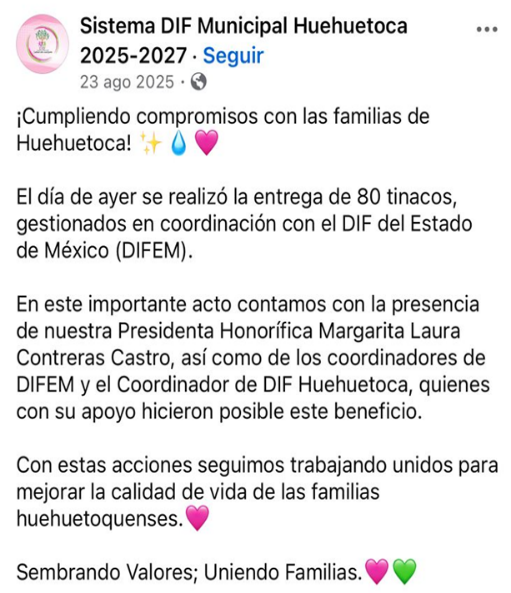 Sistema DIF Municipal Huehuetoca
2025-2027 · Seguir
23 ago 2025 ·
¡Cumpliendo compromisos con las familias de
Huehuetoca! ✨💧🩷
El día de ayer se realizó la entrega de 80 tinacos,
gestionados en coordinación con el DIF del Estado
de México (DIFEM).
En este importante acto contamos con la presencia
de nuestra Presidenta Honorífica Margarita Laura
Contreras Castro, así como de los coordinadores de
DIFEM y el Coordinador de DIF Huehuetoca, quienes
con su apoyo hicieron posible este beneficio.
Con estas acciones seguimos trabajando unidos para
mejorar la calidad de vida de las familias
huehuetoquenses.🩷
Sembrando Valores; Uniendo Familias.🩷💚